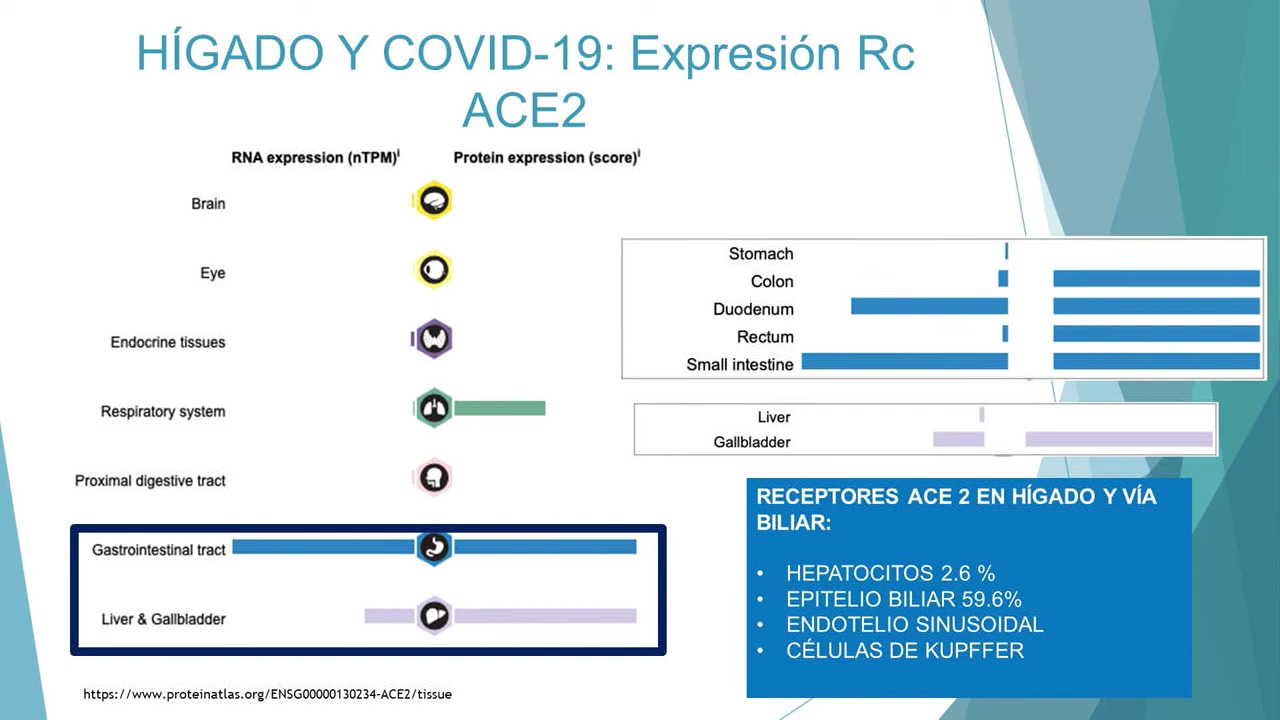 HÍGADO Y COVID-19: Expresión Rc
ACE2
RNA expression (nTPM)i
Protein expression (score)i
Brain
Eye
Endocrine tissues
Respiratory system
Proximal digestive tract
Gastrointestinal tract
Liver & Gallbladder
Stomach
Colon
Duodenum
Rectum
Small intestine
Liver
Gallbladder
RECEPTORES ACE 2 EN HÍGADO Y VÍA
BILIAR:
• HEPATOCITOS 2.6 %
• EPITELIO BILIAR 59.6%
• ENDOTELIO SINUSOIDAL
• CÉLULAS DE KUPFFER
https://www.proteinatlas.org/ENSG00000130234-ACE2/tissue